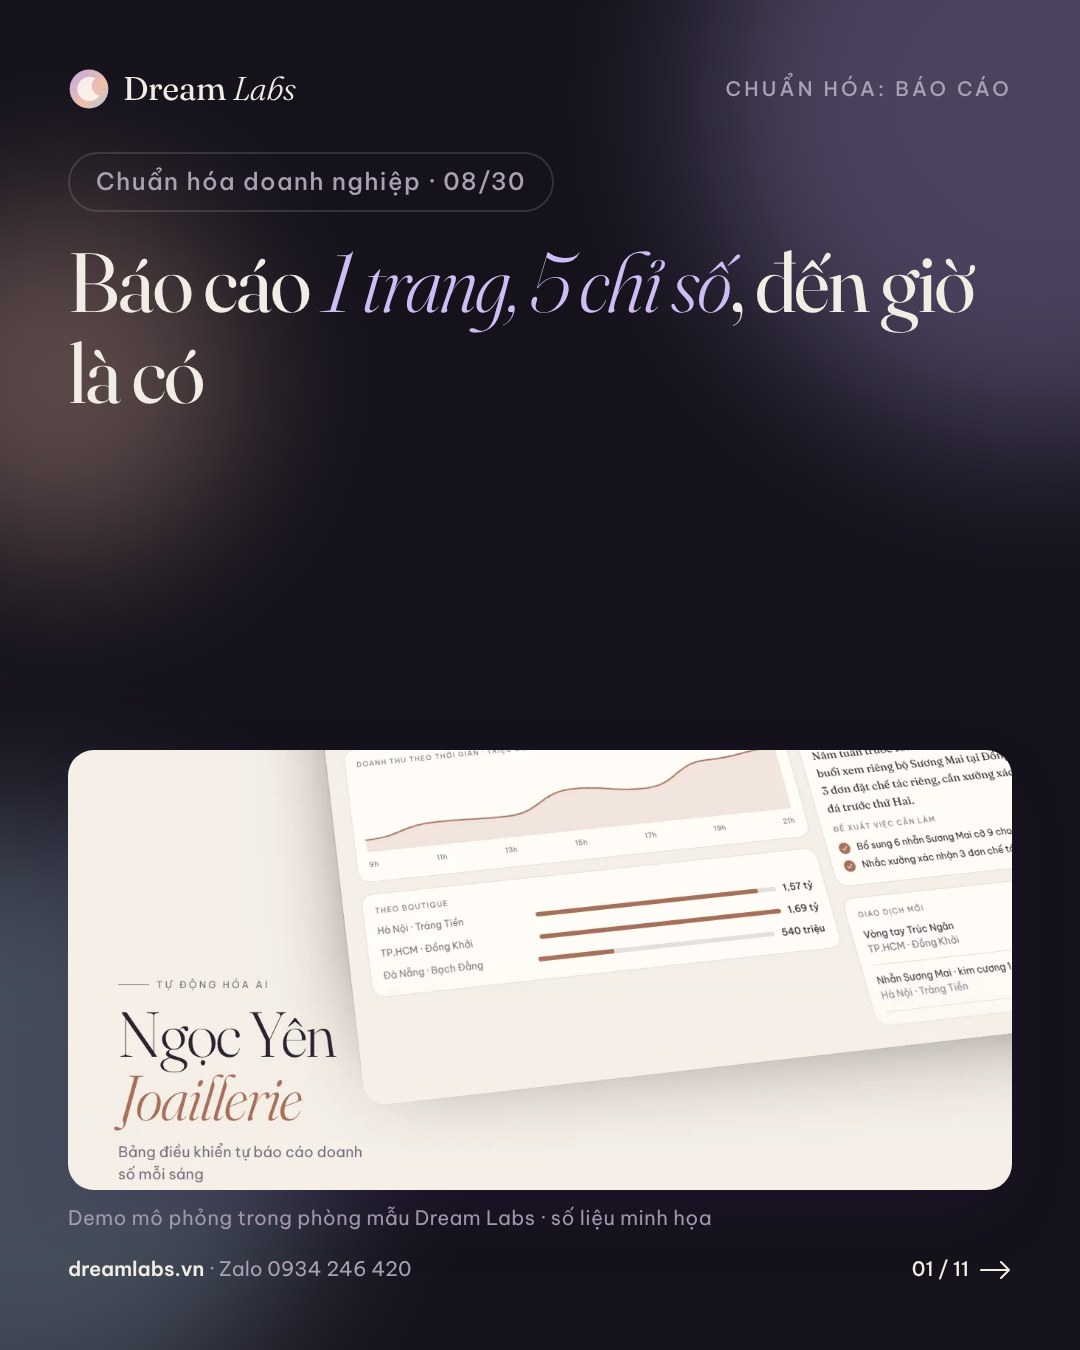 Dream Labs
CHUẨN HÓA: BÁO CÁO
Chuẩn hóa doanh nghiệp · 08/30
Báo cáo 1 trang, 5 chỉ số, đến giờ
là có
DOANH THU THEO THỜI GIAN
9h 11h 13h 15h 17h 19h 21h
THEO BOUTIQUE
Hà Nội · Tràng Tiền 1,57 tỷ
TP.HCM · Đồng Khởi 1,69 tỷ
Đà Nẵng · Bạch Đằng 540 triệu
Năm tuần trước
buổi xem riêng bộ Sương Mai tại
3 đơn đặt chế tác riêng, cần xưởng
đá trước thứ Hai.
ĐỀ XUẤT VIỆC CẦN LÀM
Bổ sung 6 nhẫn Sương Mai cỡ 9
Nhắc xưởng xác nhận 3 đơn chế
GIAO DỊCH MỚI
Vòng tay Trúc Ngân
TP.HCM · Đồng Khởi
Nhẫn Sương Mai · kim cương
Hà Nội · Tràng Tiền
TỰ ĐỘNG HÓA AI
Ngọc Yên
Joaillerie
Bảng điều khiển tự báo cáo doanh
số mỗi sáng
Demo mô phỏng trong phòng mẫu Dream Labs · số liệu minh họa
dreamlabs.vn · Zalo 0934 246 420
01 / 11